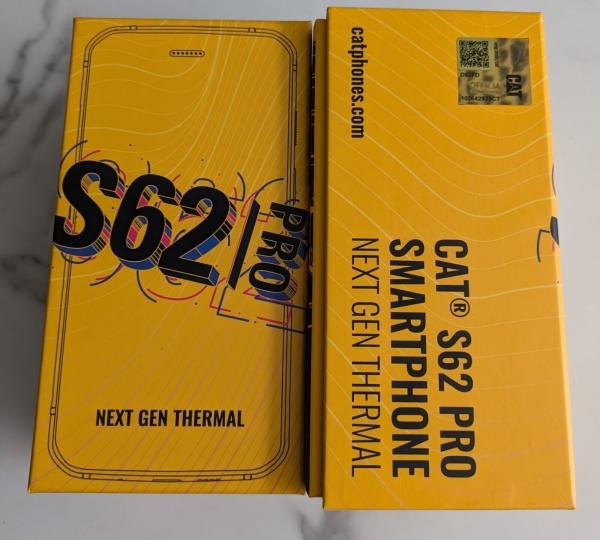 S62
PRO
NEXT GEN THERMAL
catphones.com
CAT
CAT® S62 PRO
SMARTPHONE
NEXT GEN THERMAL